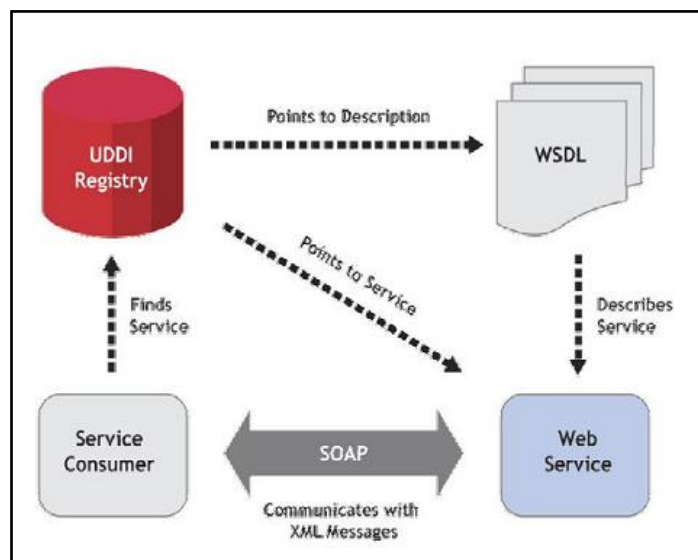 Points to Description
UDDI
Registry
WSDL
Points to Service
Finds
Service
Describes
Service
Service
Consumer
SOAP
Web
Service
Communicates with
XML Messages